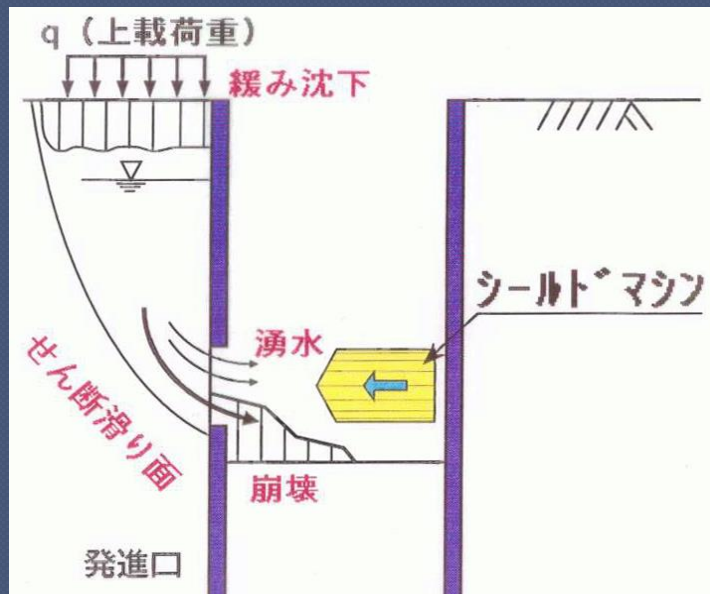 q（上載荷重）
緩み沈下
シールドマシン
湧水
せん断滑り面
崩壊
発進口